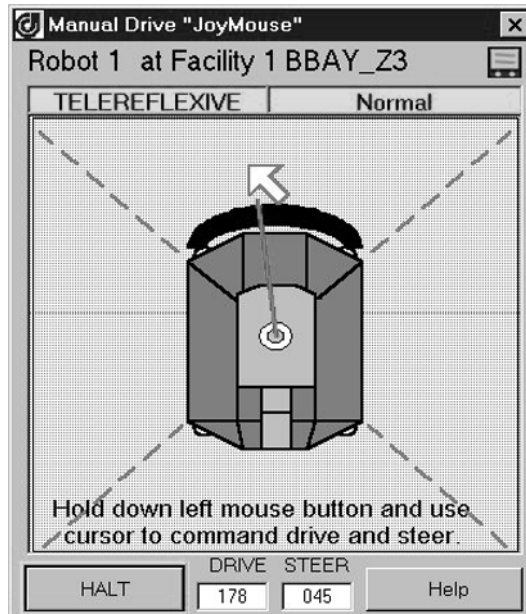 Manual Drive "JoyMouse"
Robot 1 at Facility 1 BBAY_Z3
TELEREFLEXIVE Normal
Hold down left mouse button and use
cursor to command drive and steer.
DRIVE STEER
HALT 178 045 Help